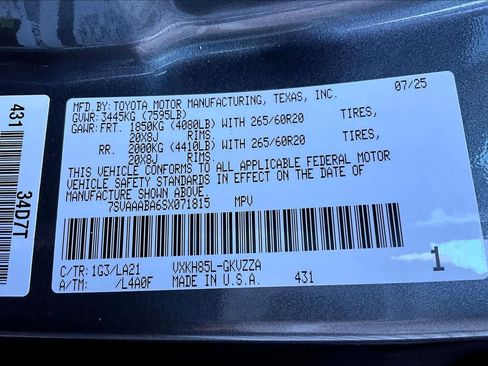 431
34D7T
MFD.BY: TOYOTA MOTOR MANUFACTURING, TEXAS, INC. 07/25
GVWR: 3445KG (7595LB)
GAWR: FRT. 1850KG (4080LB) WITH 265/60R20 TIRES,
20X8J RIMS
RR. 2000KG (4410LB) WITH 265/60R20 TIRES,
20X8J RIMS
THIS VEHICLE CONFORMS TO ALL APPLICABLE FEDERAL MOTOR
VEHICLE SAFETY STANDARDS IN EFFECT ON THE DATE OF
MANUFACTURE SHOWN ABOVE.
7SVAAABA6SX071815 MPV
C/TR: 1G3/LA21 VXKH85L-GKVZZA
A/TM: /L4A0F MADE IN U.S.A. 431
1